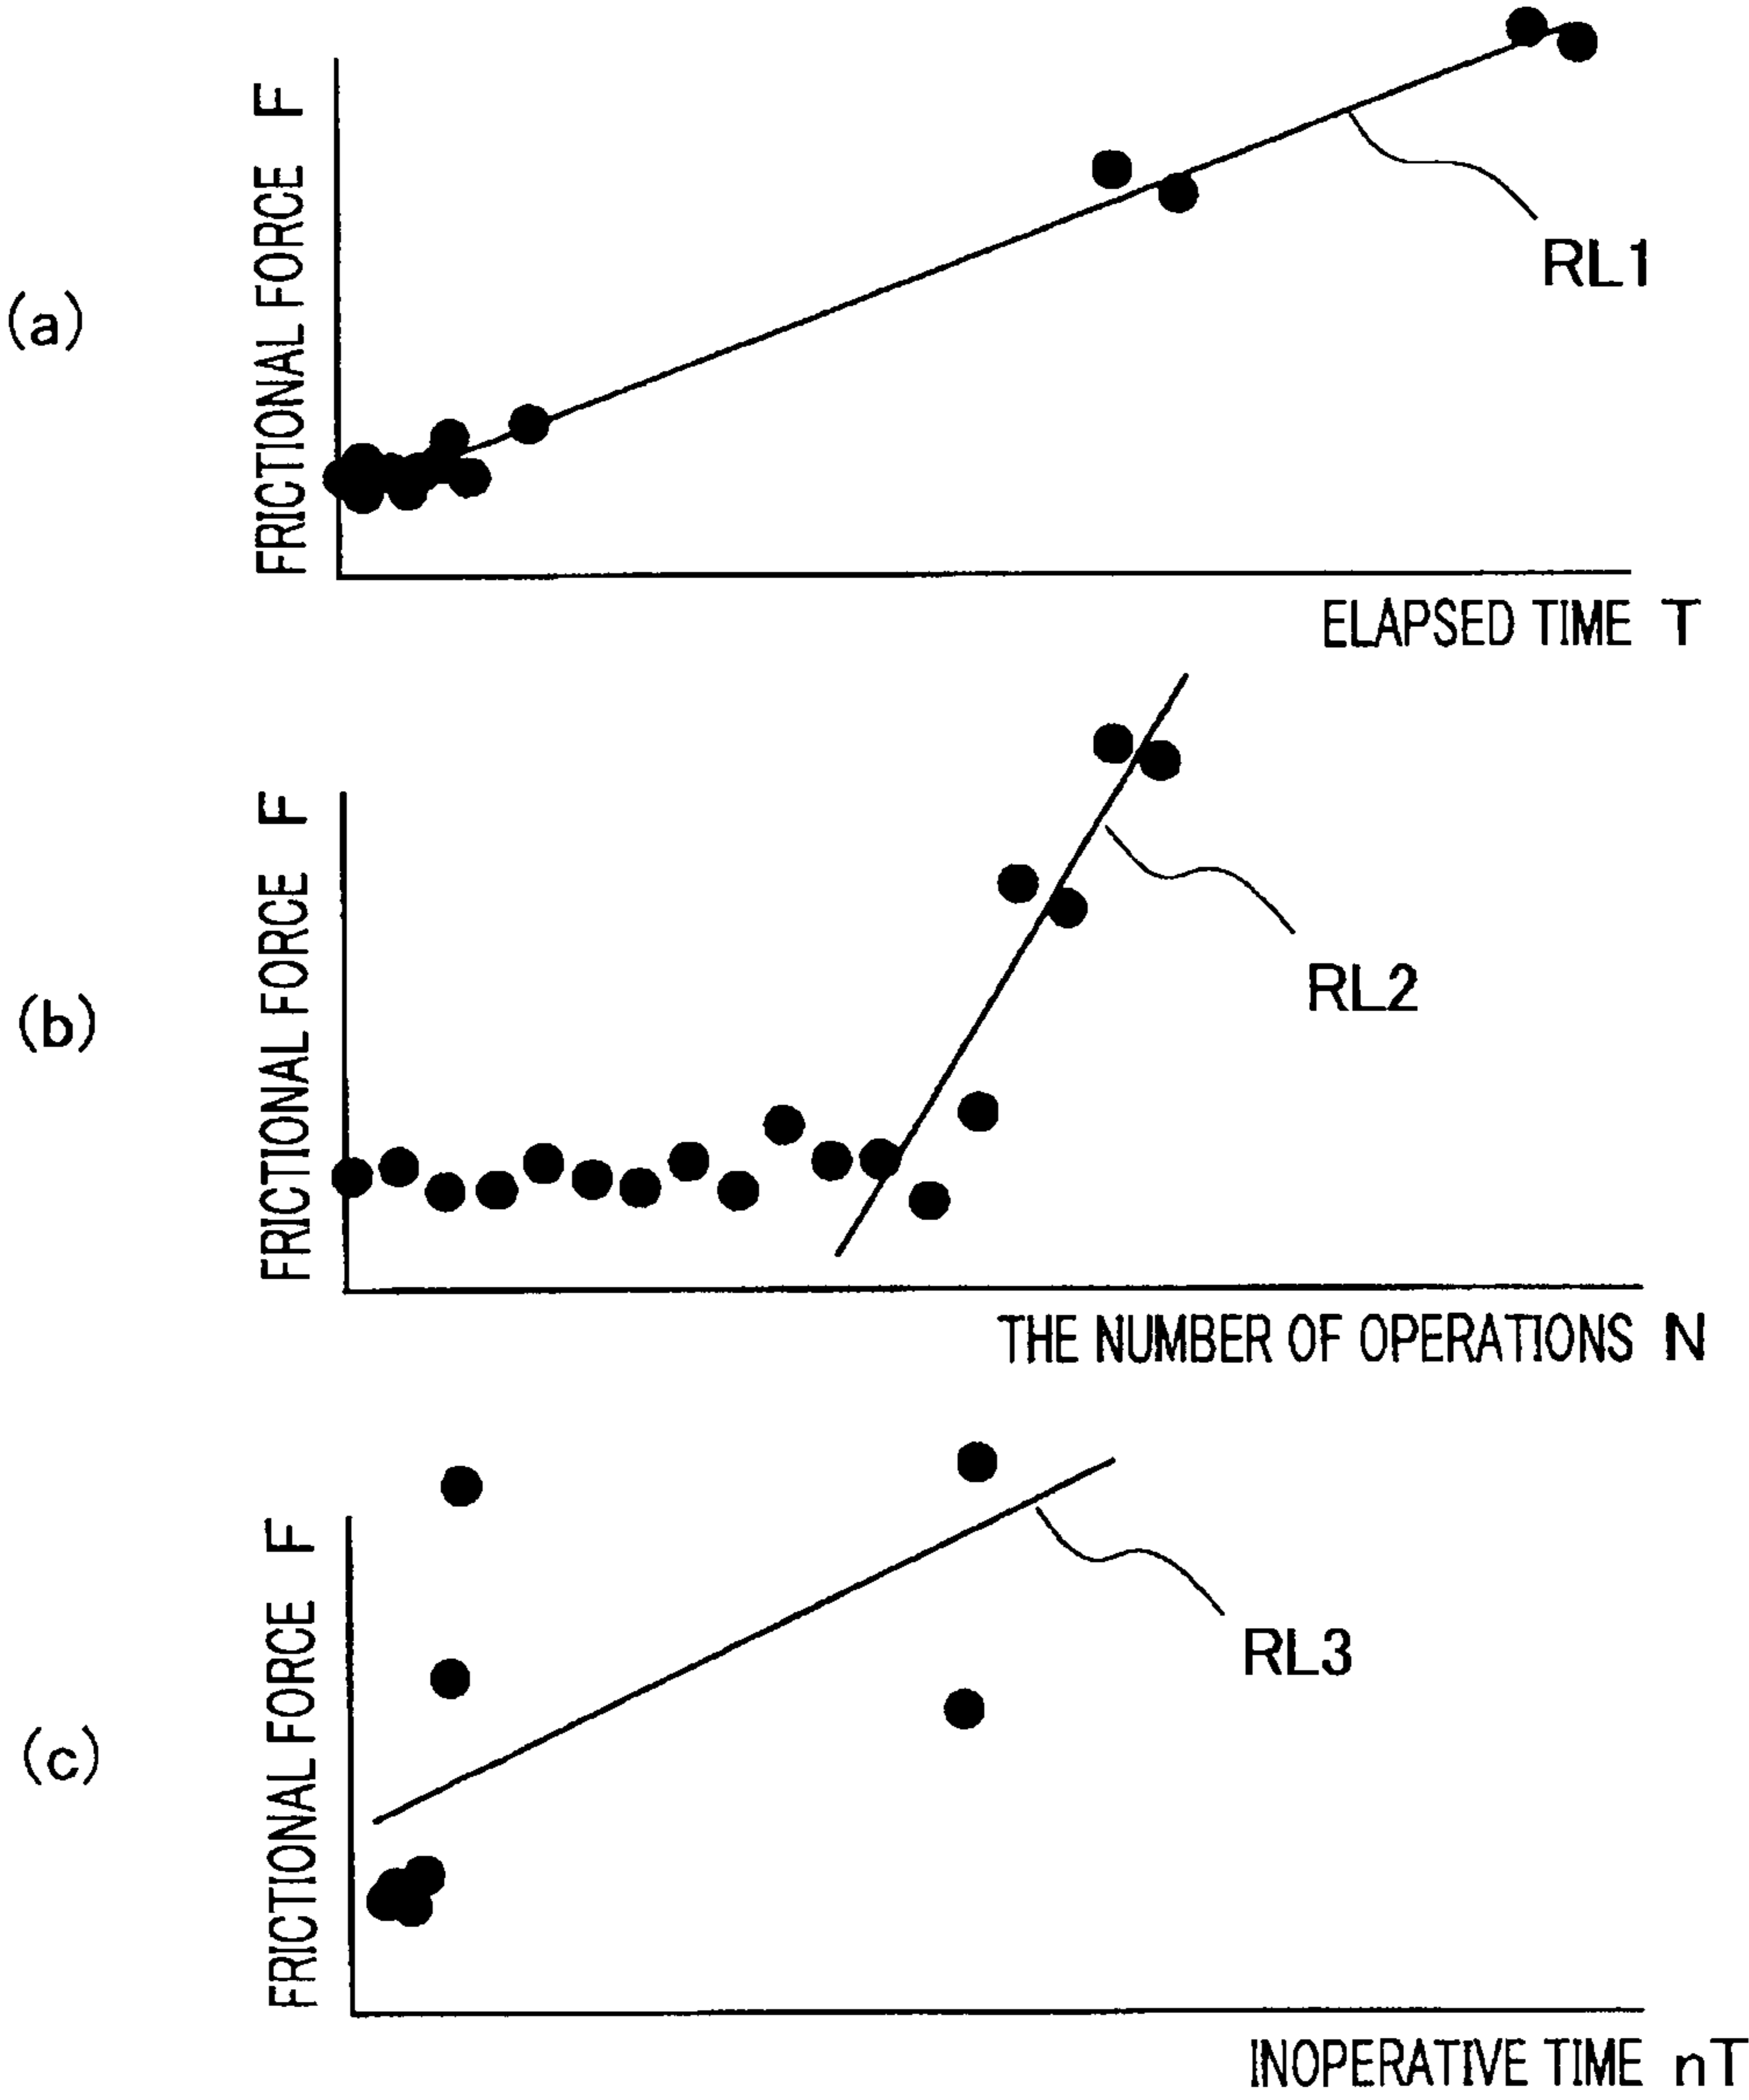 (a)
FRICTIONAL FORCE F
RL1
ELAPSED TIME T
(b)
FRICTIONAL FORCE F
RL2
THE NUMBER OF OPERATIONS N
(c)
FRICTIONAL FORCE F
RL3
INOPERATIVE TIME nT